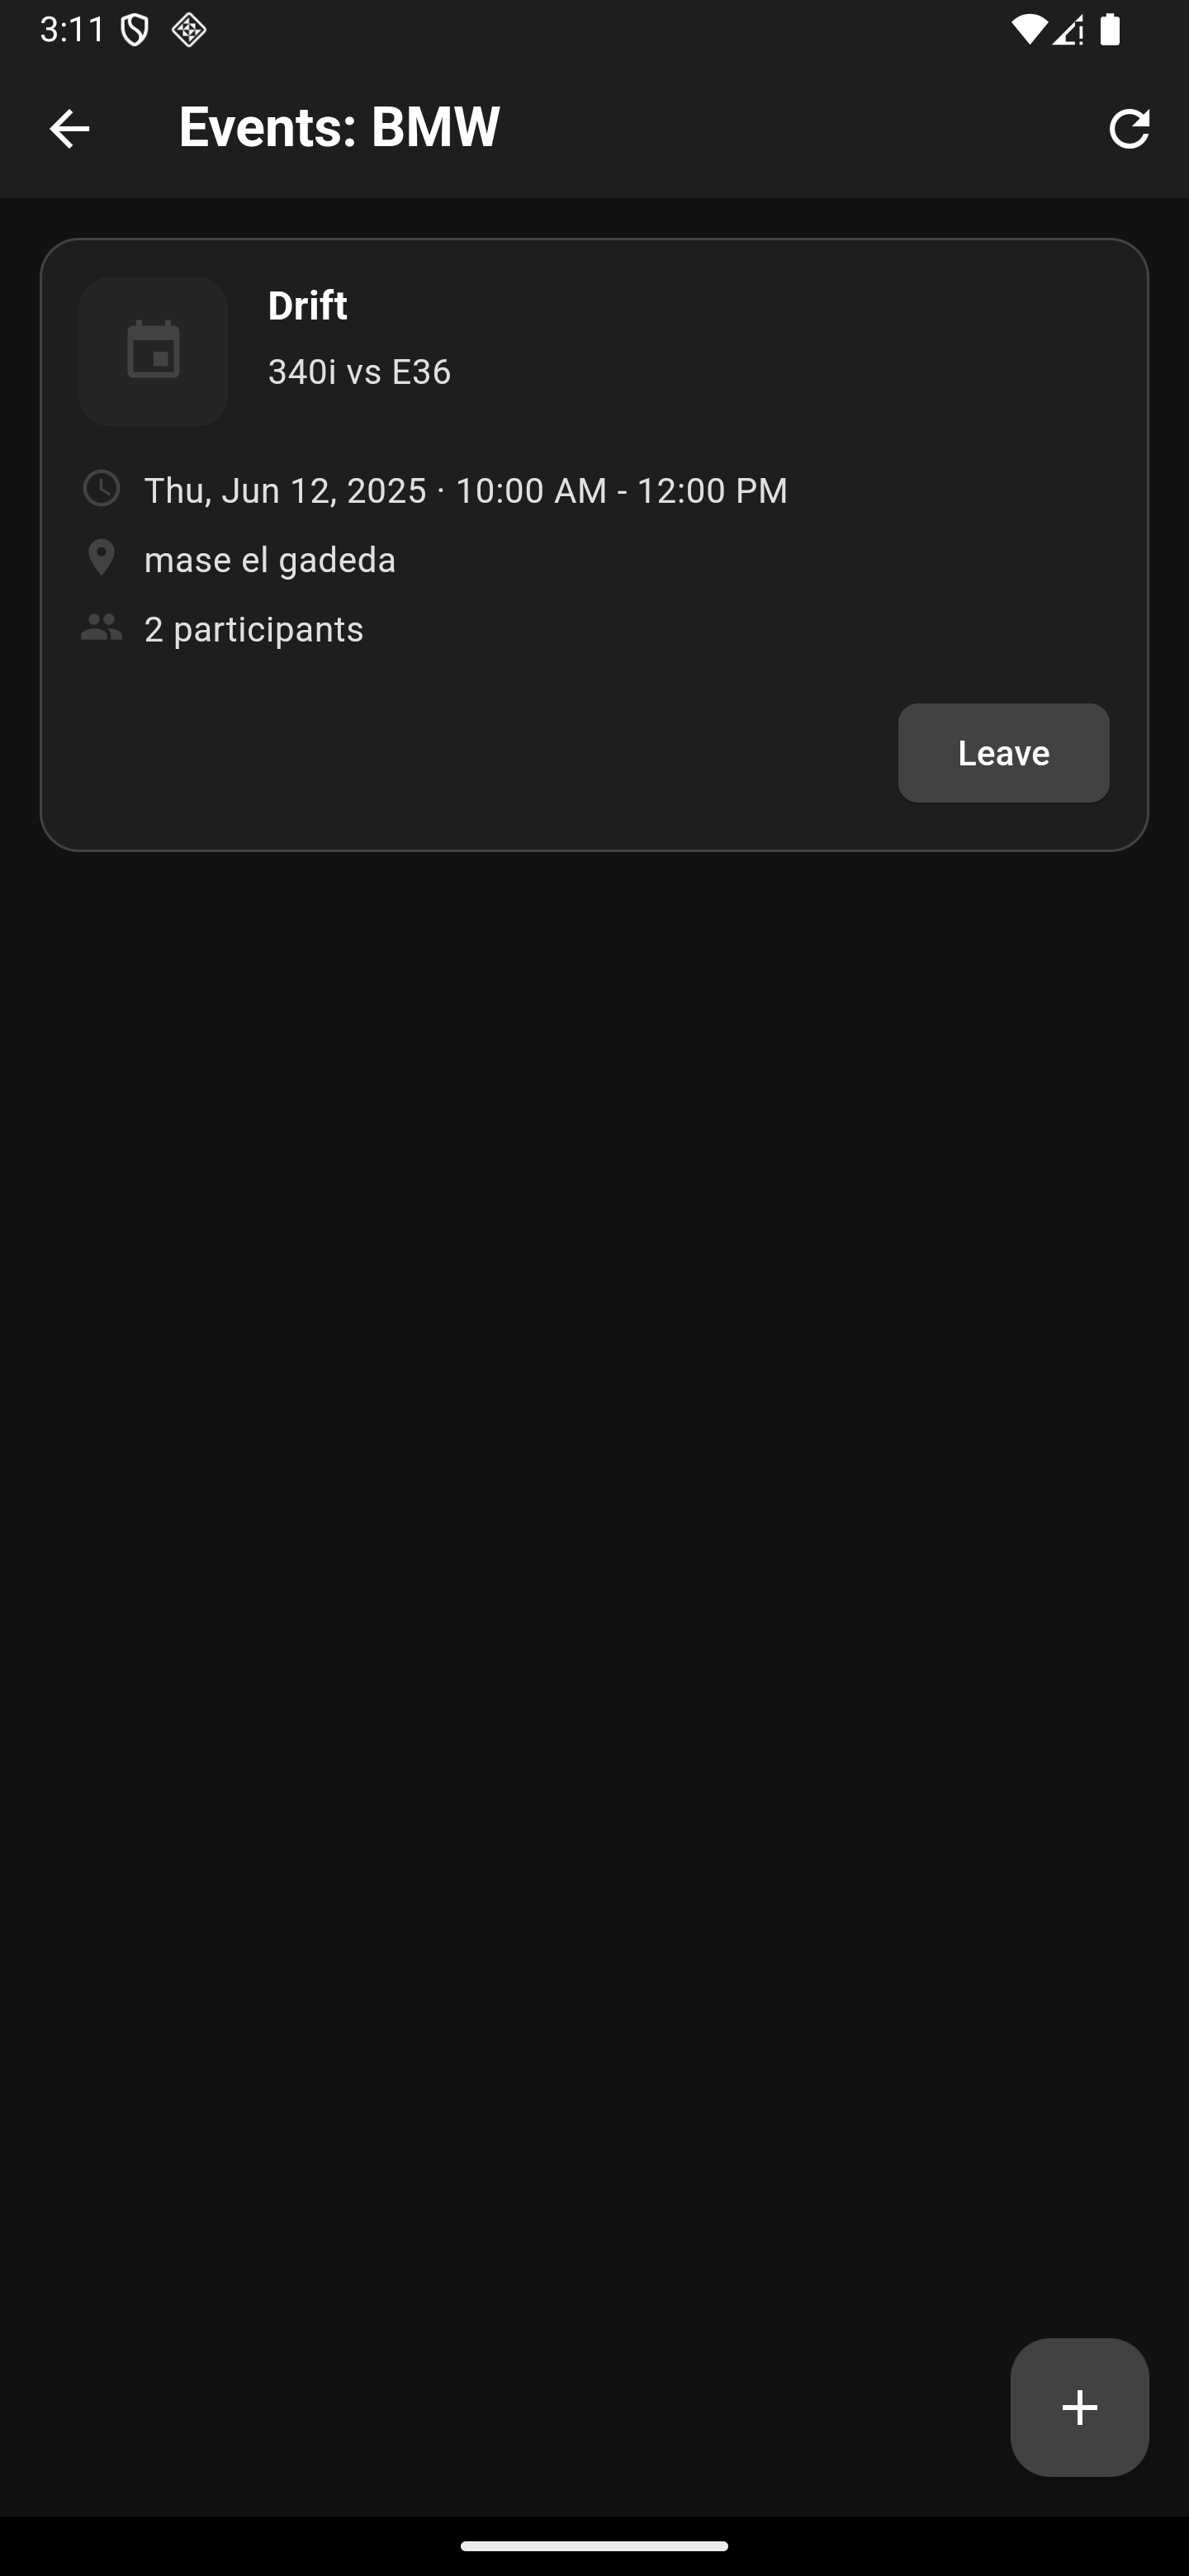 3:11
Events: BMW
Drift
340i vs E36
Thu, Jun 12, 2025 · 10:00 AM - 12:00 PM
mase el gadeda
2 participants
Leave